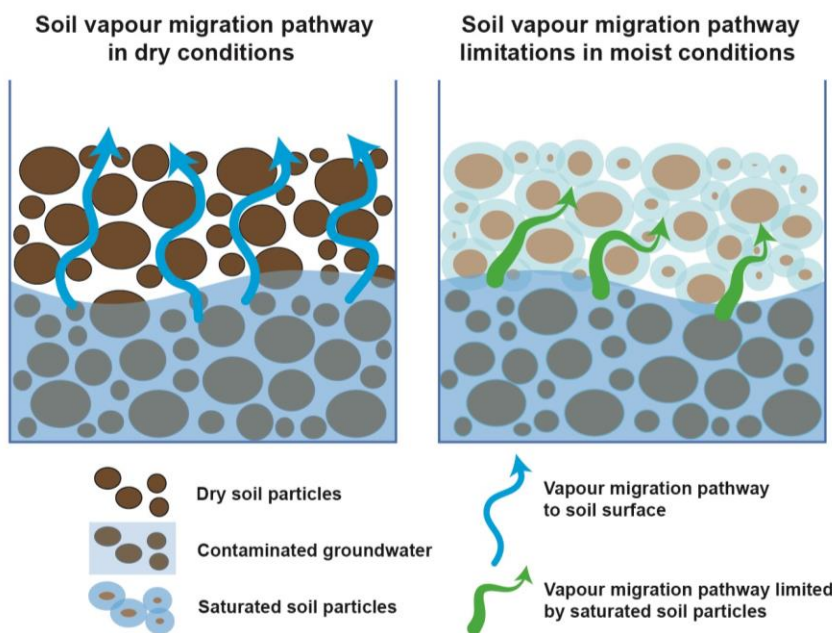 Soil vapour migration pathway
in dry conditions
Soil vapour migration pathway
limitations in moist conditions
Dry soil particles
Contaminated groundwater
Saturated soil particles
Vapour migration pathway
to soil surface
Vapour migration pathway limited
by saturated soil particles